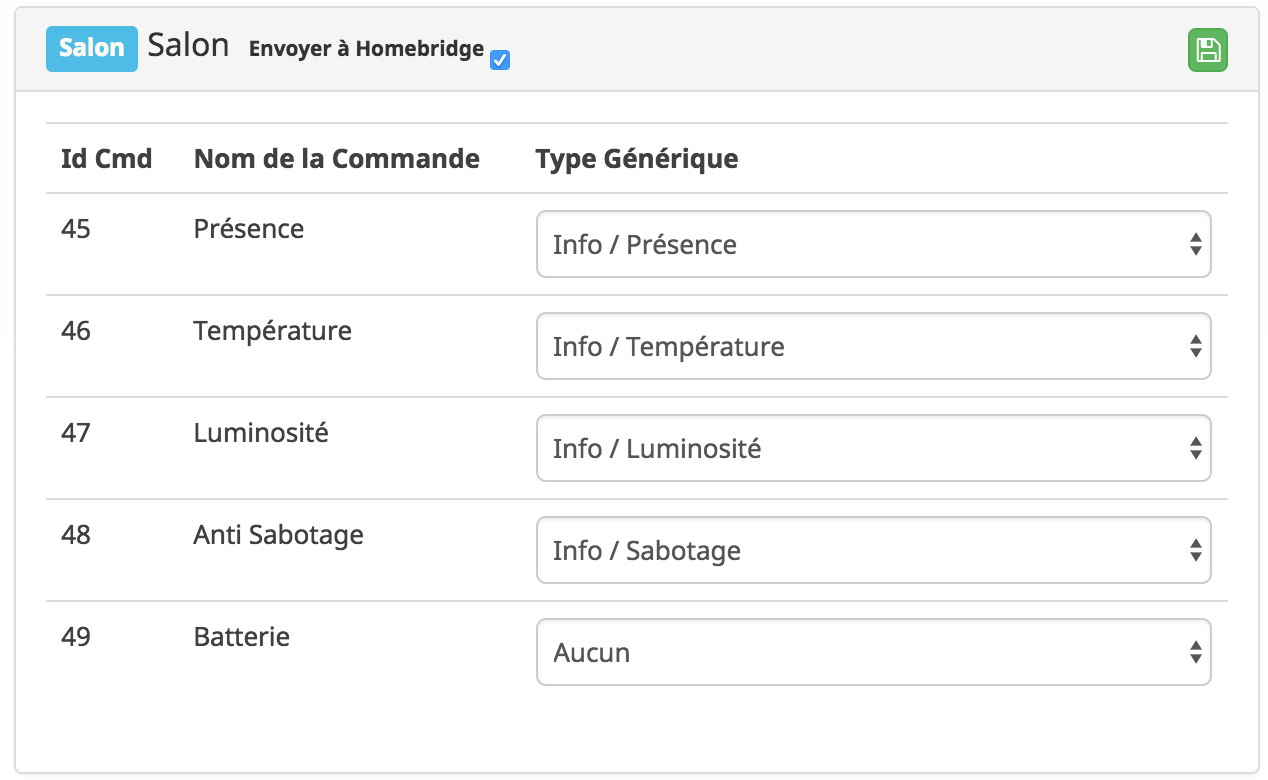 Salon Salon Envoyer à Homebridge
Id Cmd Nom de la Commande Type Générique
45 Présence Info / Présence
46 Température Info / Température
47 Luminosité Info / Luminosité
48 Anti Sabotage Info / Sabotage
49 Batterie Aucun